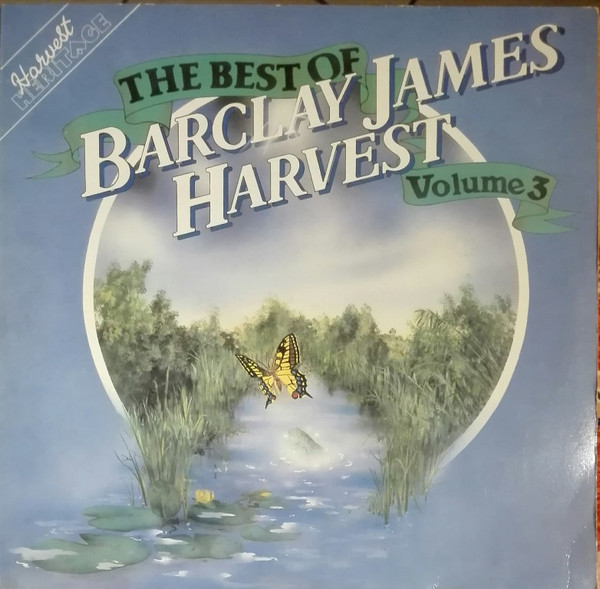 Harvest
HERITAGE
THE BEST OF
BARCLAY JAMES
HARVEST
Volume 3